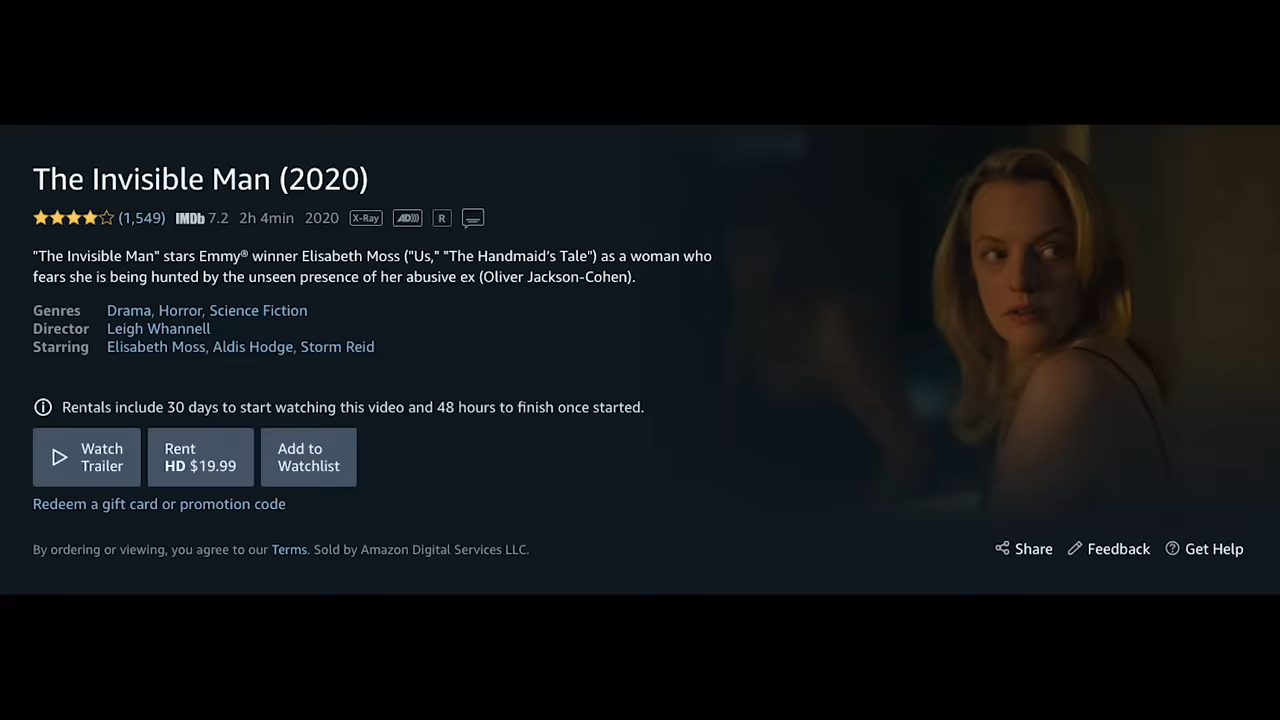 The Invisible Man (2020)
(1,549) IMDb 7.2 2h 4min 2020 X-Ray AD))) R
"The Invisible Man" stars Emmy® winner Elisabeth Moss ("Us," "The Handmaid's Tale") as a woman who
fears she is being hunted by the unseen presence of her abusive ex (Oliver Jackson-Cohen).
Genres Drama, Horror, Science Fiction
Director Leigh Whannell
Starring Elisabeth Moss, Aldis Hodge, Storm Reid
Rentals include 30 days to start watching this video and 48 hours to finish once started.
Watch
Trailer
Rent
HD $19.99
Add to
Watchlist
Redeem a gift card or promotion code
By ordering or viewing, you agree to our Terms. Sold by Amazon Digital Services LLC.
Share Feedback Get Help